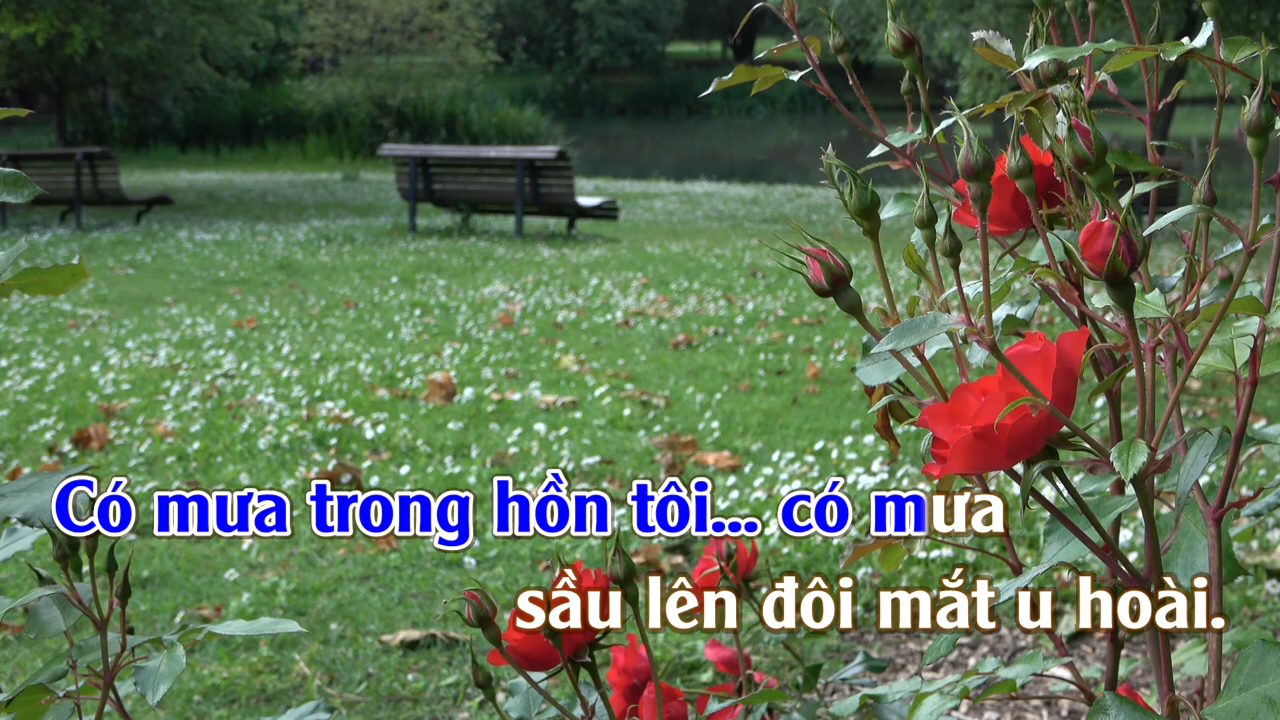 Có mưa trong hồn tôi... có mưa
sầu lên đôi mắt u hoài.